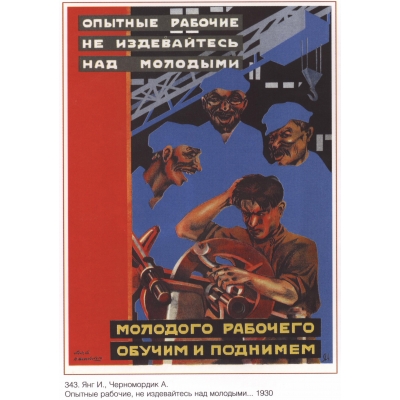 ОПЫТНЫЕ РАБОЧИЕ
НЕ ИЗДЕВАЙТЕСЬ
НАД МОЛОДЫМИ
МОЛОДОГО РАБОЧЕГО
ОБУЧИМ И ПОДНИМЕМ
343. Янг И., Черномордик А.
Опытные рабочие, не издевайтесь над молодыми... 1930